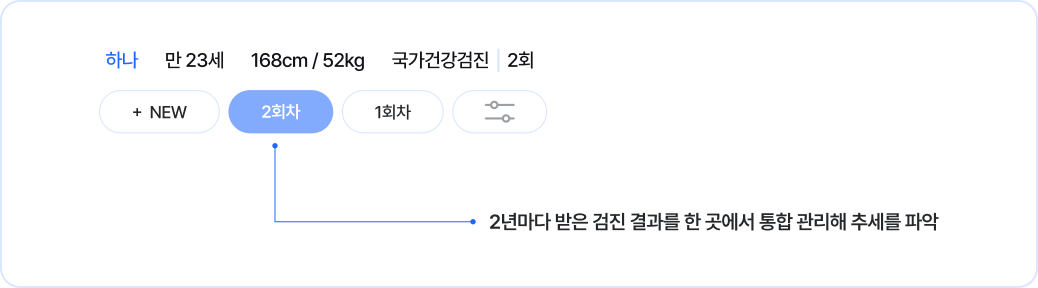 하나 만 23세 168cm / 52kg 국가건강검진 2회
+ NEW 2회차 1회차
2년마다 받은 검진 결과를 한 곳에서 통합 관리해 추세를 파악